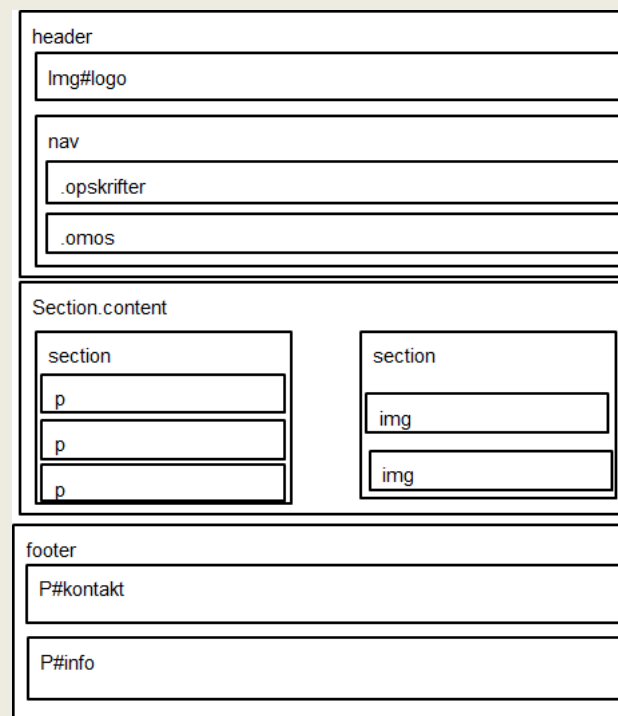 header
Img#logo
nav
.opskrifter
.omos
Section.content
section
p
p
p
section
img
img
footer
P#kontakt
P#info